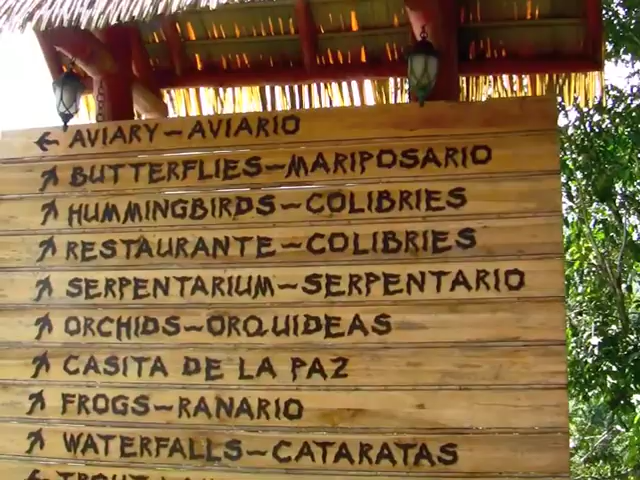 ← AVIARY~AVIARIO
↗ BUTTERFLIES~MARIPOSARIO
↗ HUMMINGBIRDS~COLIBRIES
↗ RESTAURANTE~COLIBRIES
↗ SERPENTARIUM~SERPENTARIO
↗ ORCHIDS~ORQUIDEAS
↗ CASITA DE LA PAZ
↗ FROGS~RANARIO
↗ WATERFALLS~CATARATAS
← TROUT